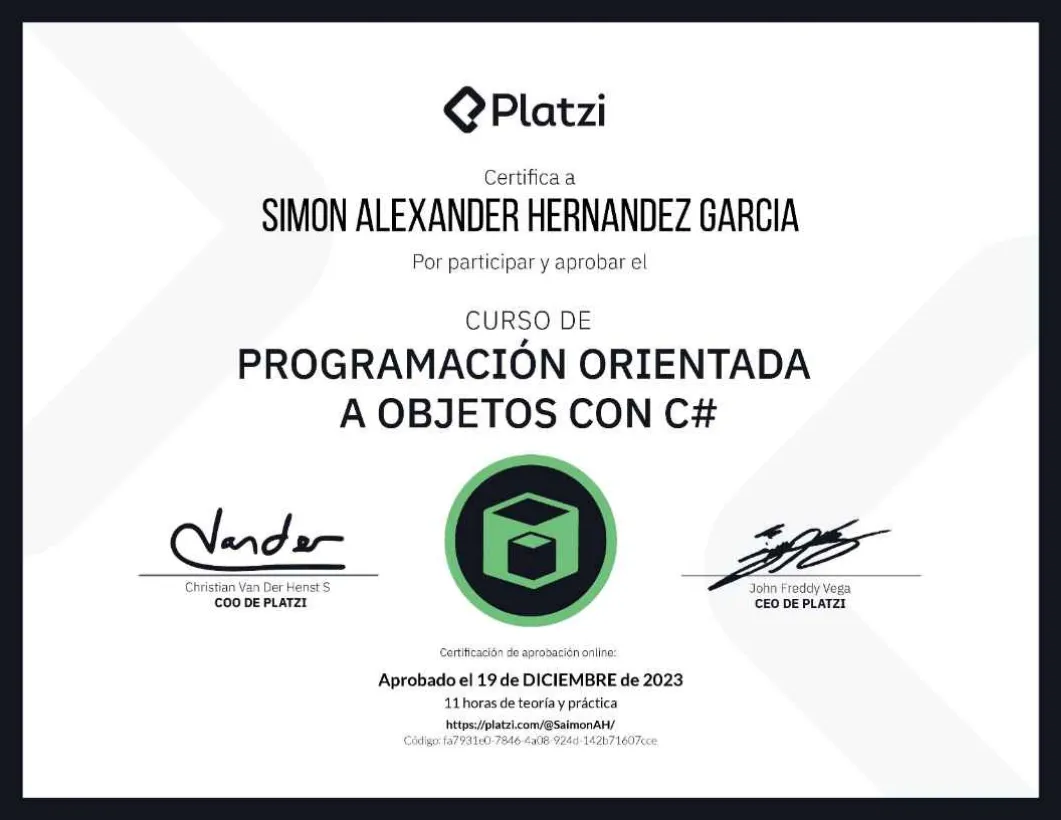 Platzi
Certifica a
SIMON ALEXANDER HERNANDEZ GARCIA
Por participar y aprobar el
CURSO DE
PROGRAMACIÓN ORIENTADA
A OBJETOS CON C#
Vander
Christian Van Der Henst S
COO DE PLATZI
John Freddy Vega
CEO DE PLATZI
Certificación de aprobación online:
Aprobado el 19 de DICIEMBRE de 2023
11 horas de teoría y práctica
https://platzi.com/@SaimonAH/
Código: fa7931e0-7846-4a08-924d-142b71607cce